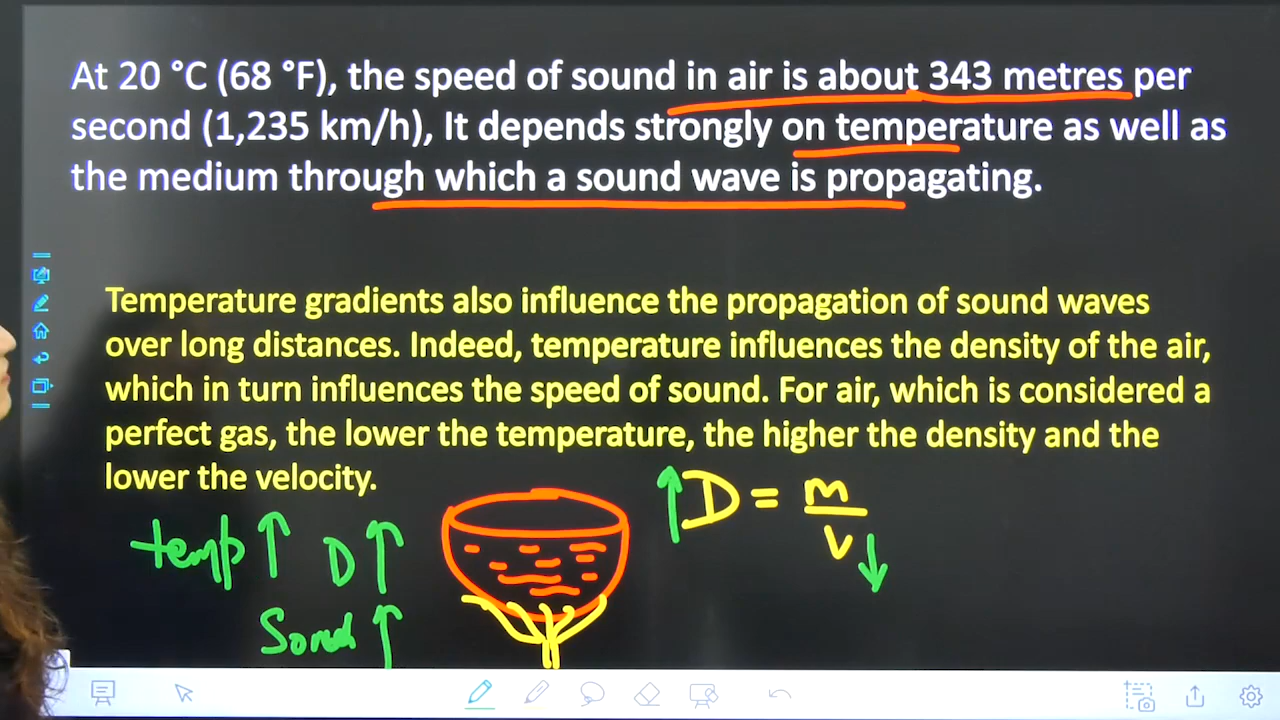 At 20 °C (68 °F), the speed of sound in air is about 343 metres per
second (1,235 km/h), It depends strongly on temperature as well as
the medium through which a sound wave is propagating.
Temperature gradients also influence the propagation of sound waves
over long distances. Indeed, temperature influences the density of the air,
which in turn influences the speed of sound. For air, which is considered a
perfect gas, the lower the temperature, the higher the density and the
lower the velocity.
↑ D = m/v ↓
temp ↑ D ↑
Sound ↑